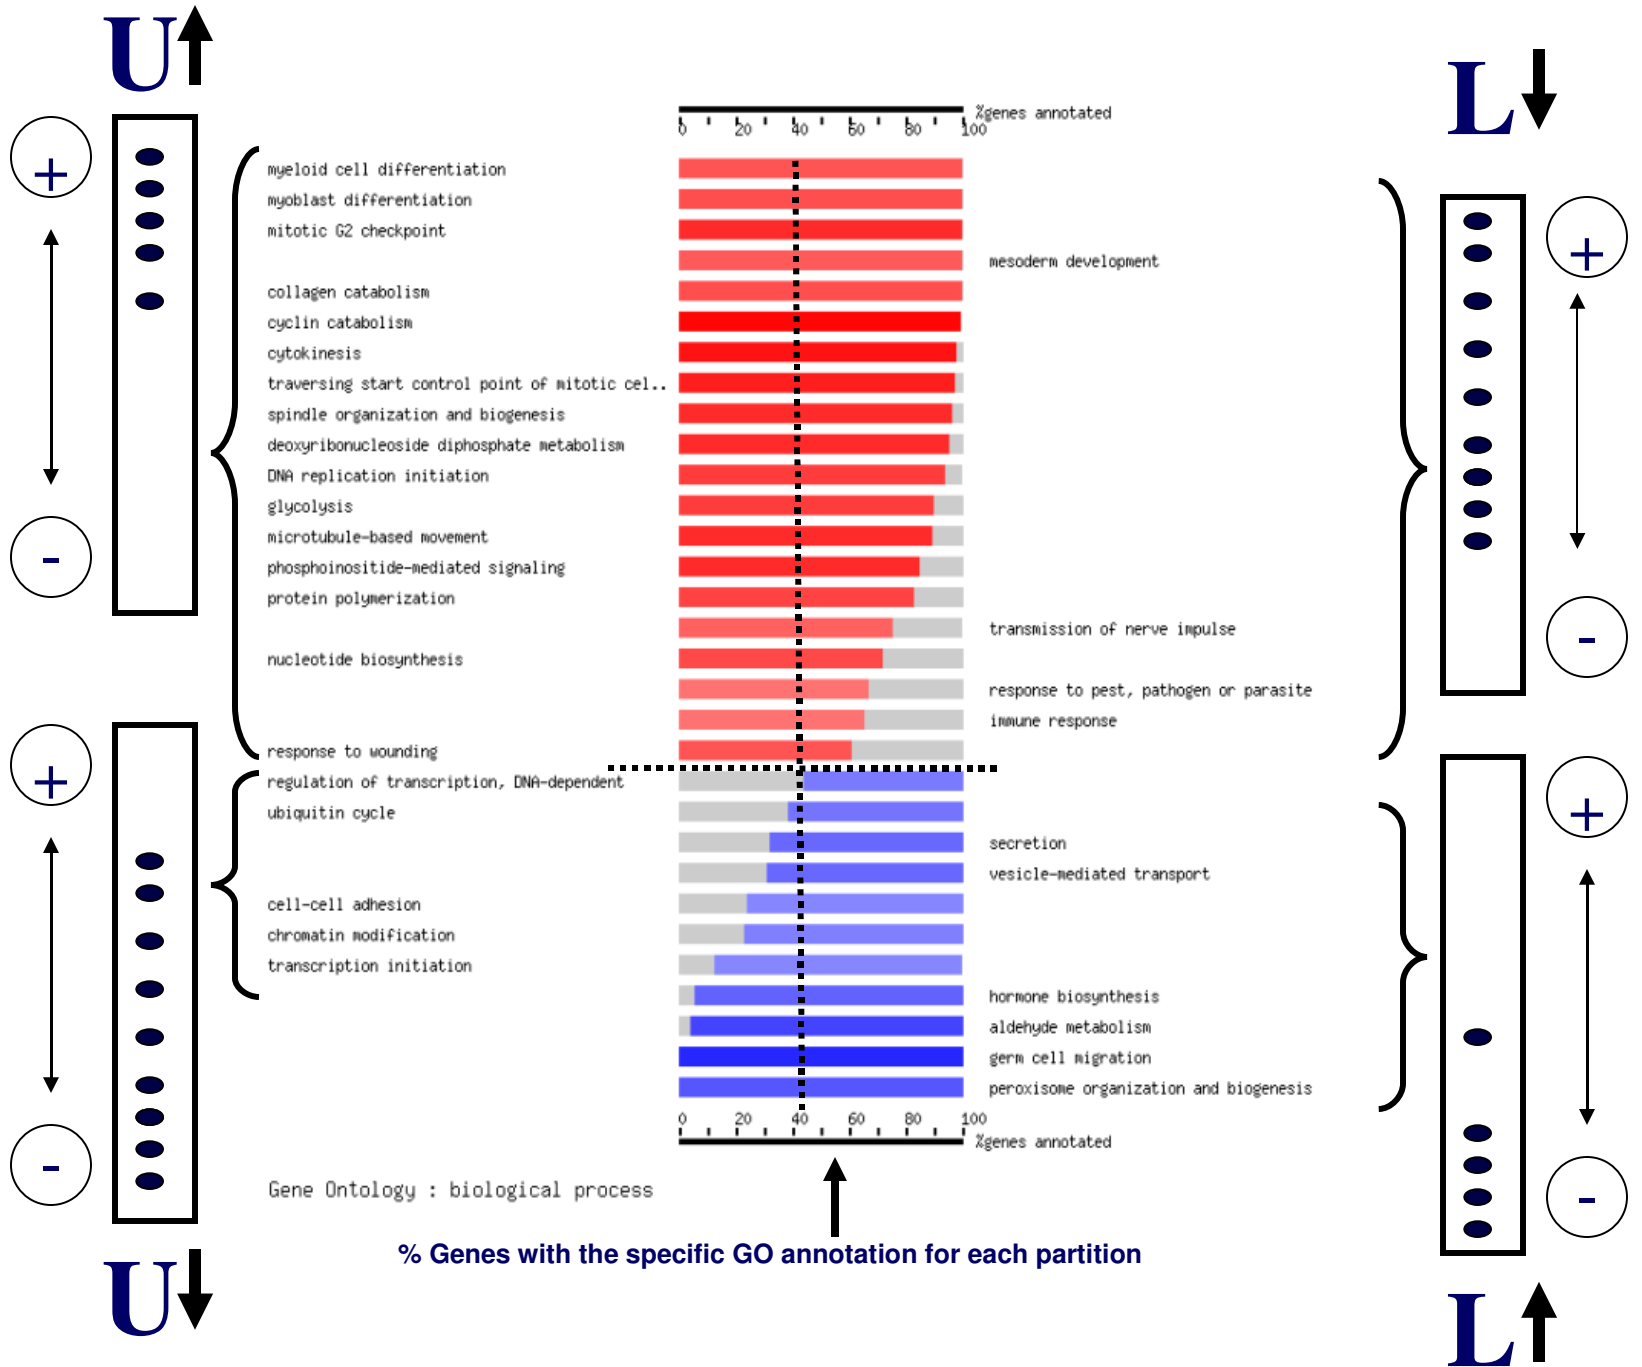 U
L
%genes annotated
0 20 40 60 80 100
+
myeloid cell differentiation
myoblast differentiation
mitotic G2 checkpoint
+
mesoderm development
collagen catabolism
cyclin catabolism
cytokinesis
traversing start control point of mitotic cel..
spindle organization and biogenesis
deoxyribonucleoside diphosphate metabolism
DNA replication initiation
glycolysis
microtubule-based movement
-
phosphoinositide-mediated signaling
protein polymerization
transmission of nerve impulse
-
nucleotide biosynthesis
response to pest, pathogen or parasite
immune response
response to wounding
+
regulation of transcription, DNA-dependent
ubiquitin cycle
+
secretion
vesicle-mediated transport
cell-cell adhesion
chromatin modification
transcription initiation
hormone biosynthesis
aldehyde metabolism
germ cell migration
peroxisome organization and biogenesis
0 20 40 60 80 100
%genes annotated
-
Gene Ontology : biological process
-
% Genes with the specific GO annotation for each partition
U
L